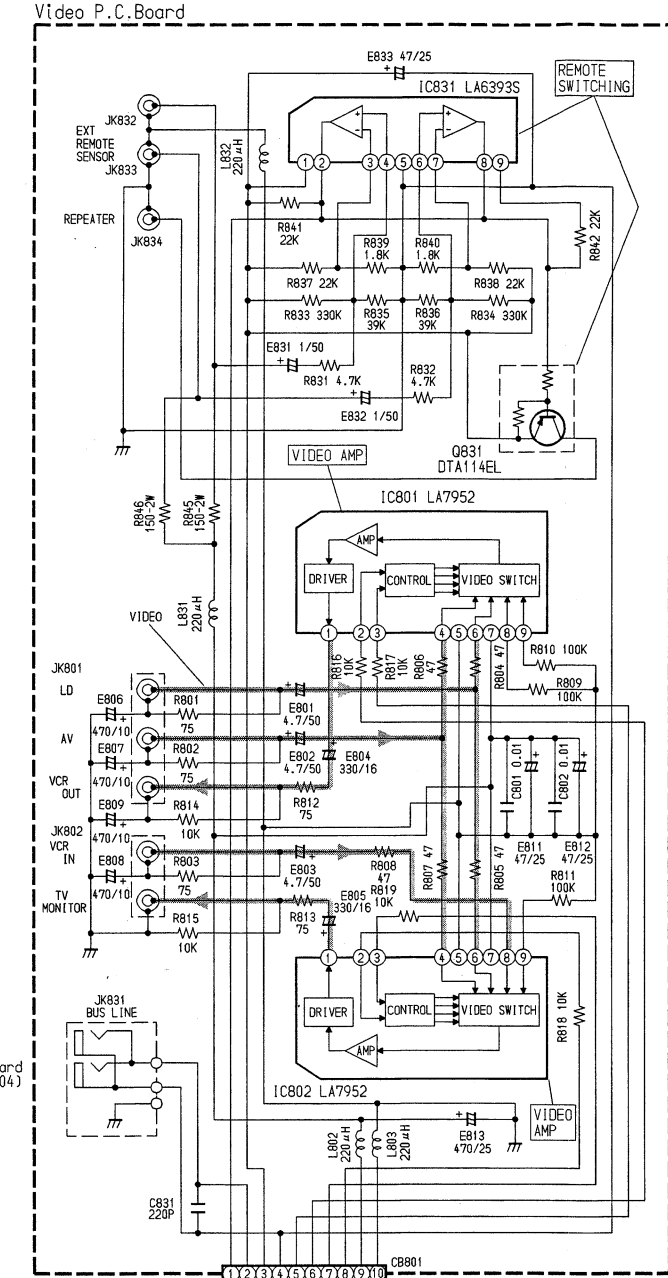 Video P.C.Board
E833 47/25
IC831 LA6393S
REMOTE
SWITCHING
JK832
EXT
REMOTE
SENSOR
JK833
L832
220μH
1 2 3 4 5 6 7 8 9
REPEATER
JK834
R841
22K
R842 22K
R839
1.8K
R840
1.8K
R837 22K
R838 22K
R833 330K
R835
39K
R836
39K
R834 330K
E831 1/50
R831 4.7K
R832
4.7K
E832 1/50
Q831
DTA114EL
VIDEO AMP
IC801 LA7952
R846
150-2W
R845
150-2W
AMP
DRIVER
CONTROL
VIDEO SWITCH
L831
220μH
VIDEO
1 2 3 4 5 6 7 8 9
R816
10K
R817
10K
R806
47
R804 47
R810 100K
R809
100K
JK801
LD
E806
470/10
R801
75
E801
4.7/50
AV
E807
470/10
R802
75
E802
4.7/50
E804
330/16
C801 0.01
C802 0.01
VCR
OUT
E809
470/10
R814
10K
R812
75
JK802
VCR
IN
E808
470/10
R803
75
E803
4.7/50
R808
47
R819
10K
R807 47
R805 47
E811
47/25
E812
47/25
R811
100K
TV
MONITOR
R815
10K
R813
75
E805
330/16
1 2 3 4 5 6 7 8 9
DRIVER
CONTROL
VIDEO SWITCH
AMP
R818 10K
JK831
BUS LINE
ard
04)
IC802 LA7952
VIDEO
AMP
L802
220μH
L803
220μH
E813
470/25
C831
220P
1 2 3 4 5 6 7 8 9 10
CB801